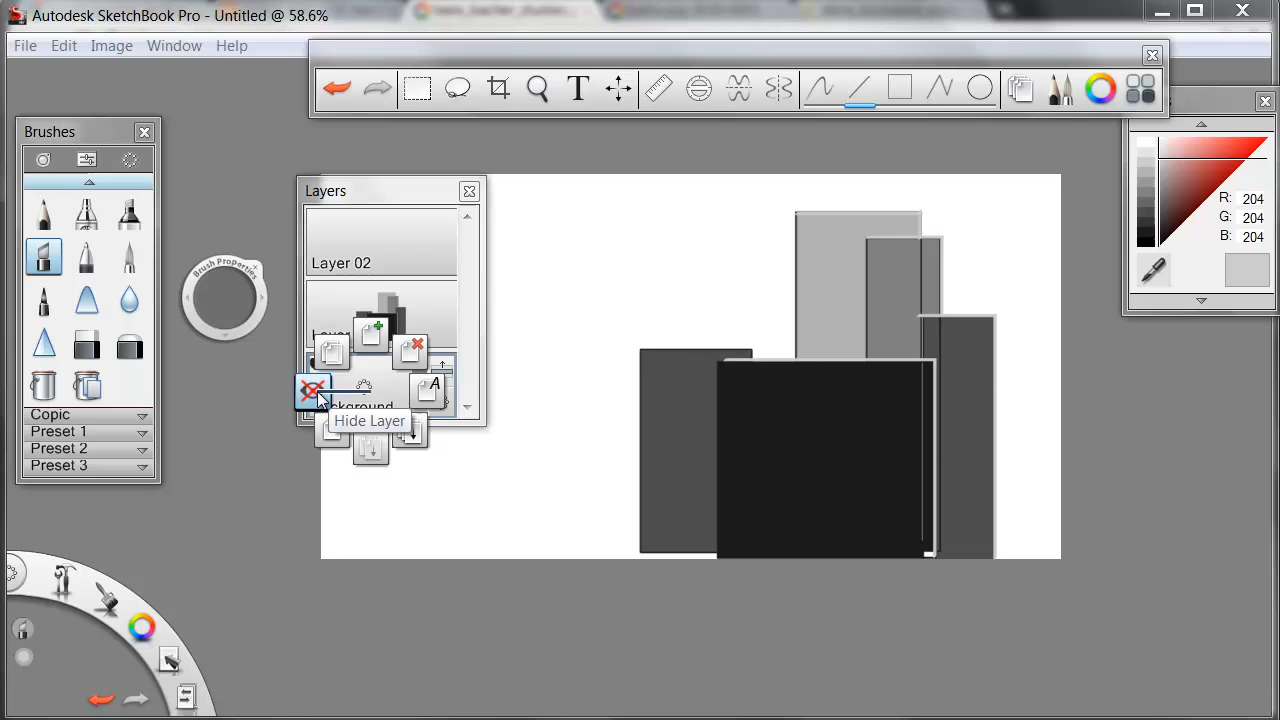 Autodesk SketchBook Pro - Untitled @ 58.6%
File Edit Image Window Help
T
Brushes
Layers
R: 204
G: 204
B: 204
Brush Properties
Layer 02
A
Hide Layer
Copic
Preset 1
Preset 2
Preset 3